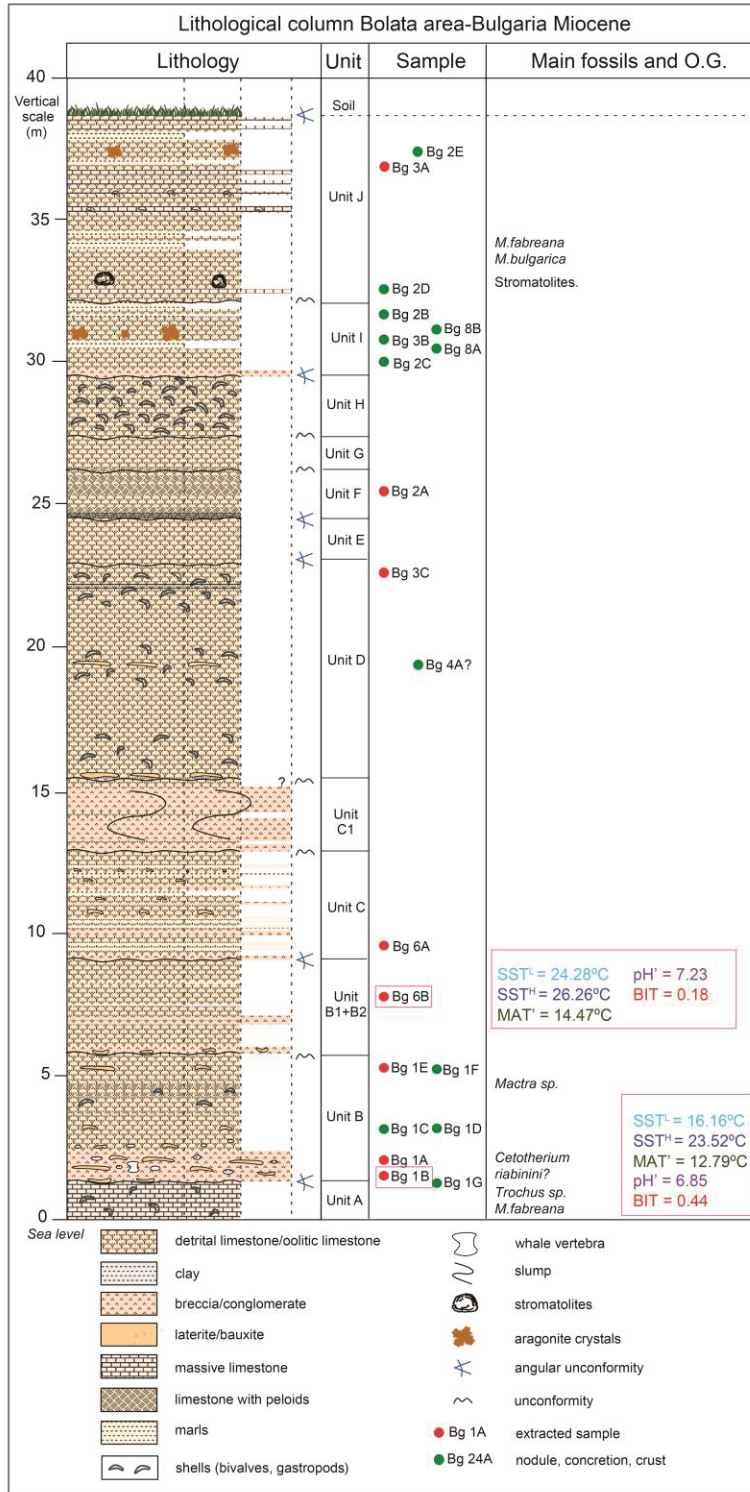 Lithological column Bolata area-Bulgaria Miocene
Lithology Unit Sample Main fossils and O.G.
40
Vertical
scale
(m)
Soil
Bg 2E
Bg 3A
35
Unit J
M.fabreana
M.bulgarica
Stromatolites.
Bg 2D
Bg 2B
Bg 8B
Unit I
Bg 3B
Bg 8A
30
Bg 2C
Unit H
Unit G
Unit F
Bg 2A
25
Unit E
Bg 3C
20
Unit D
Bg 4A?
?
15
Unit
C1
Unit C
10
Bg 6A
SSTᴸ = 24.28ºC pH' = 7.23
SSTᴴ = 26.26ºC BIT = 0.18
MAT' = 14.47ºC
Unit
B1+B2
Bg 6B
5
Bg 1E Bg 1F
Mactra sp.
Unit B
Bg 1C Bg 1D
SSTᴸ = 16.16ºC
SSTᴴ = 23.52ºC
MAT' = 12.79ºC
pH' = 6.85
BIT = 0.44
Bg 1A
Bg 1B Bg 1G
Cetotherium
riabinini?
Trochus sp.
M.fabreana
Unit A
0
Sea level
detrital limestone/oolitic limestone
clay
breccia/conglomerate
laterite/bauxite
massive limestone
limestone with peloids
marls
shells (bivalves, gastropods)
whale vertebra
slump
stromatolites
aragonite crystals
angular unconformity
unconformity
Bg 1A extracted sample
Bg 24A nodule, concretion, crust